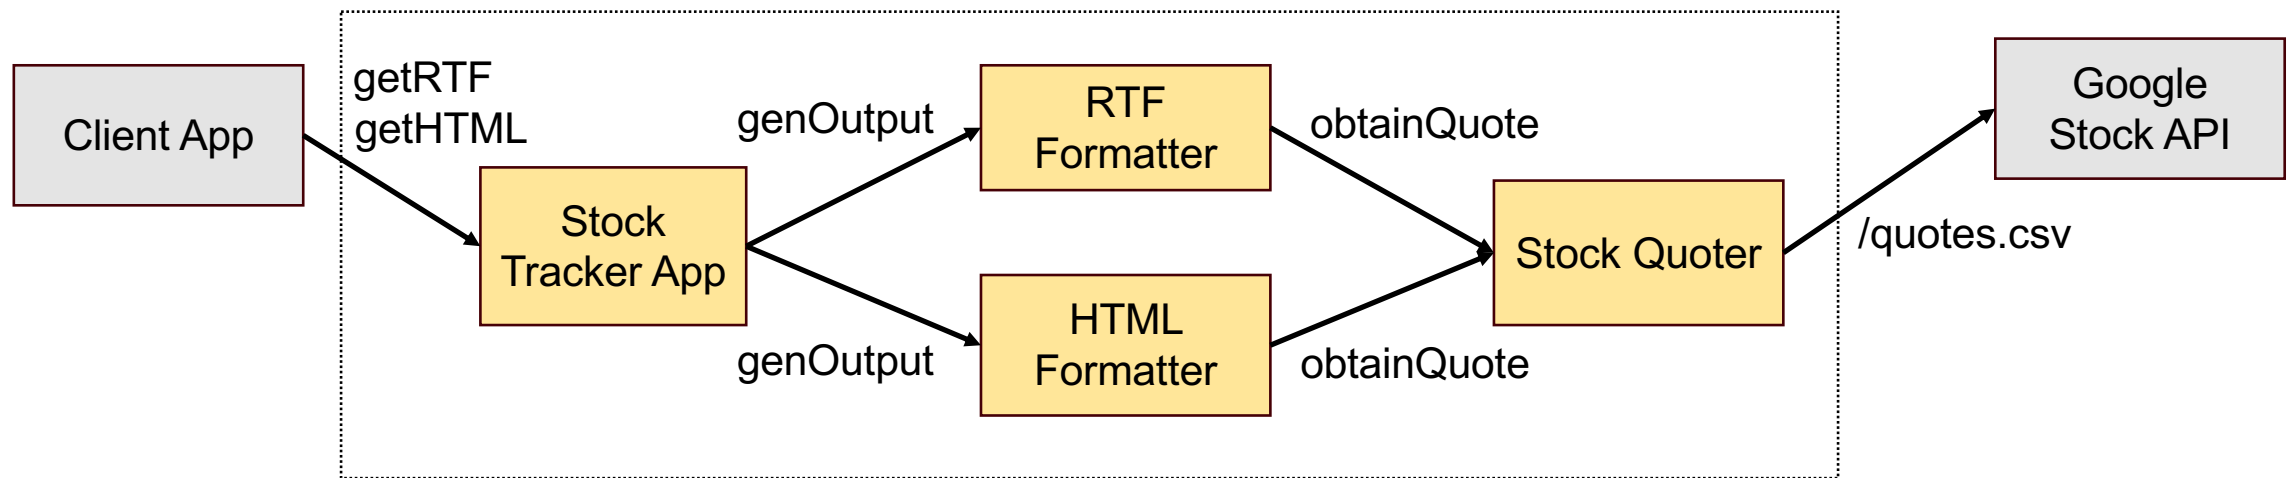 Client App
getRTF
getHTML
Stock
Tracker App
genOutput
genOutput
RTF
Formatter
HTML
Formatter
obtainQuote
obtainQuote
Stock Quoter
/quotes.csv
Google
Stock API